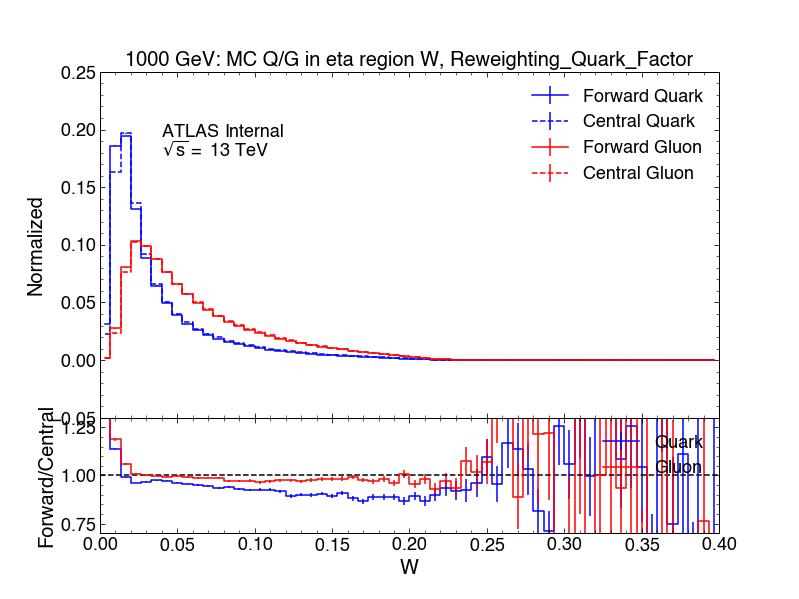 1000 GeV: MC Q/G in eta region W, Reweighting_Quark_Factor
0.25
0.20
0.15
0.10
0.05
0.00
0.05
Normalized
ATLAS Internal
√s = 13 TeV
Forward Quark
Central Quark
Forward Gluon
Central Gluon
1.25
1.00
0.75
Forward/Central
Quark
Gluon
0.00 0.05 0.10 0.15 0.20 0.25 0.30 0.35 0.40
W